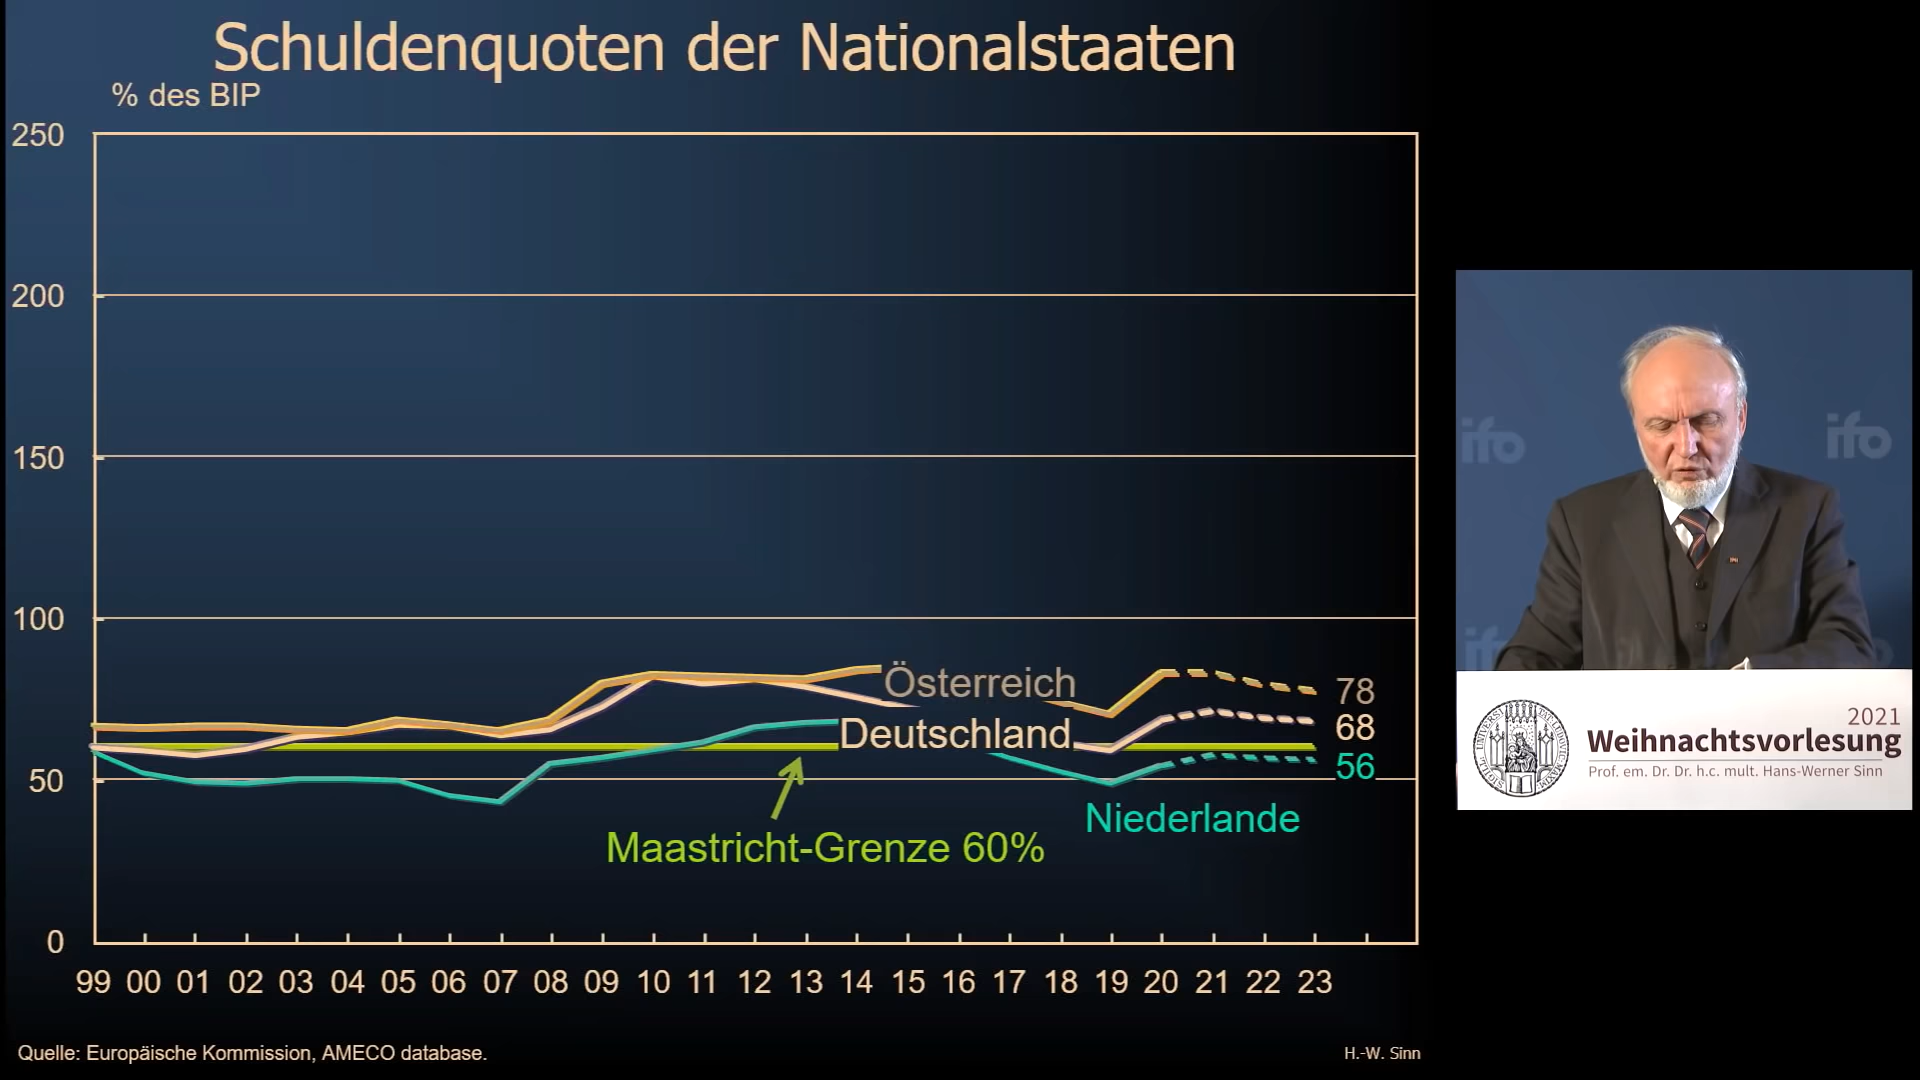 Schuldenquoten der Nationalstaaten
% des BIP
250
200
150
100
50
0
Österreich
Deutschland
Niederlande
Maastricht-Grenze 60%
78
68
56
99 00 01 02 03 04 05 06 07 08 09 10 11 12 13 14 15 16 17 18 19 20 21 22 23
Quelle: Europäische Kommission, AMECO database.
H.-W. Sinn
ifo
ifo
ifo
2021
Weihnachtsvorlesung
Prof. em. Dr. Dr. h.c. mult. Hans-Werner Sinn